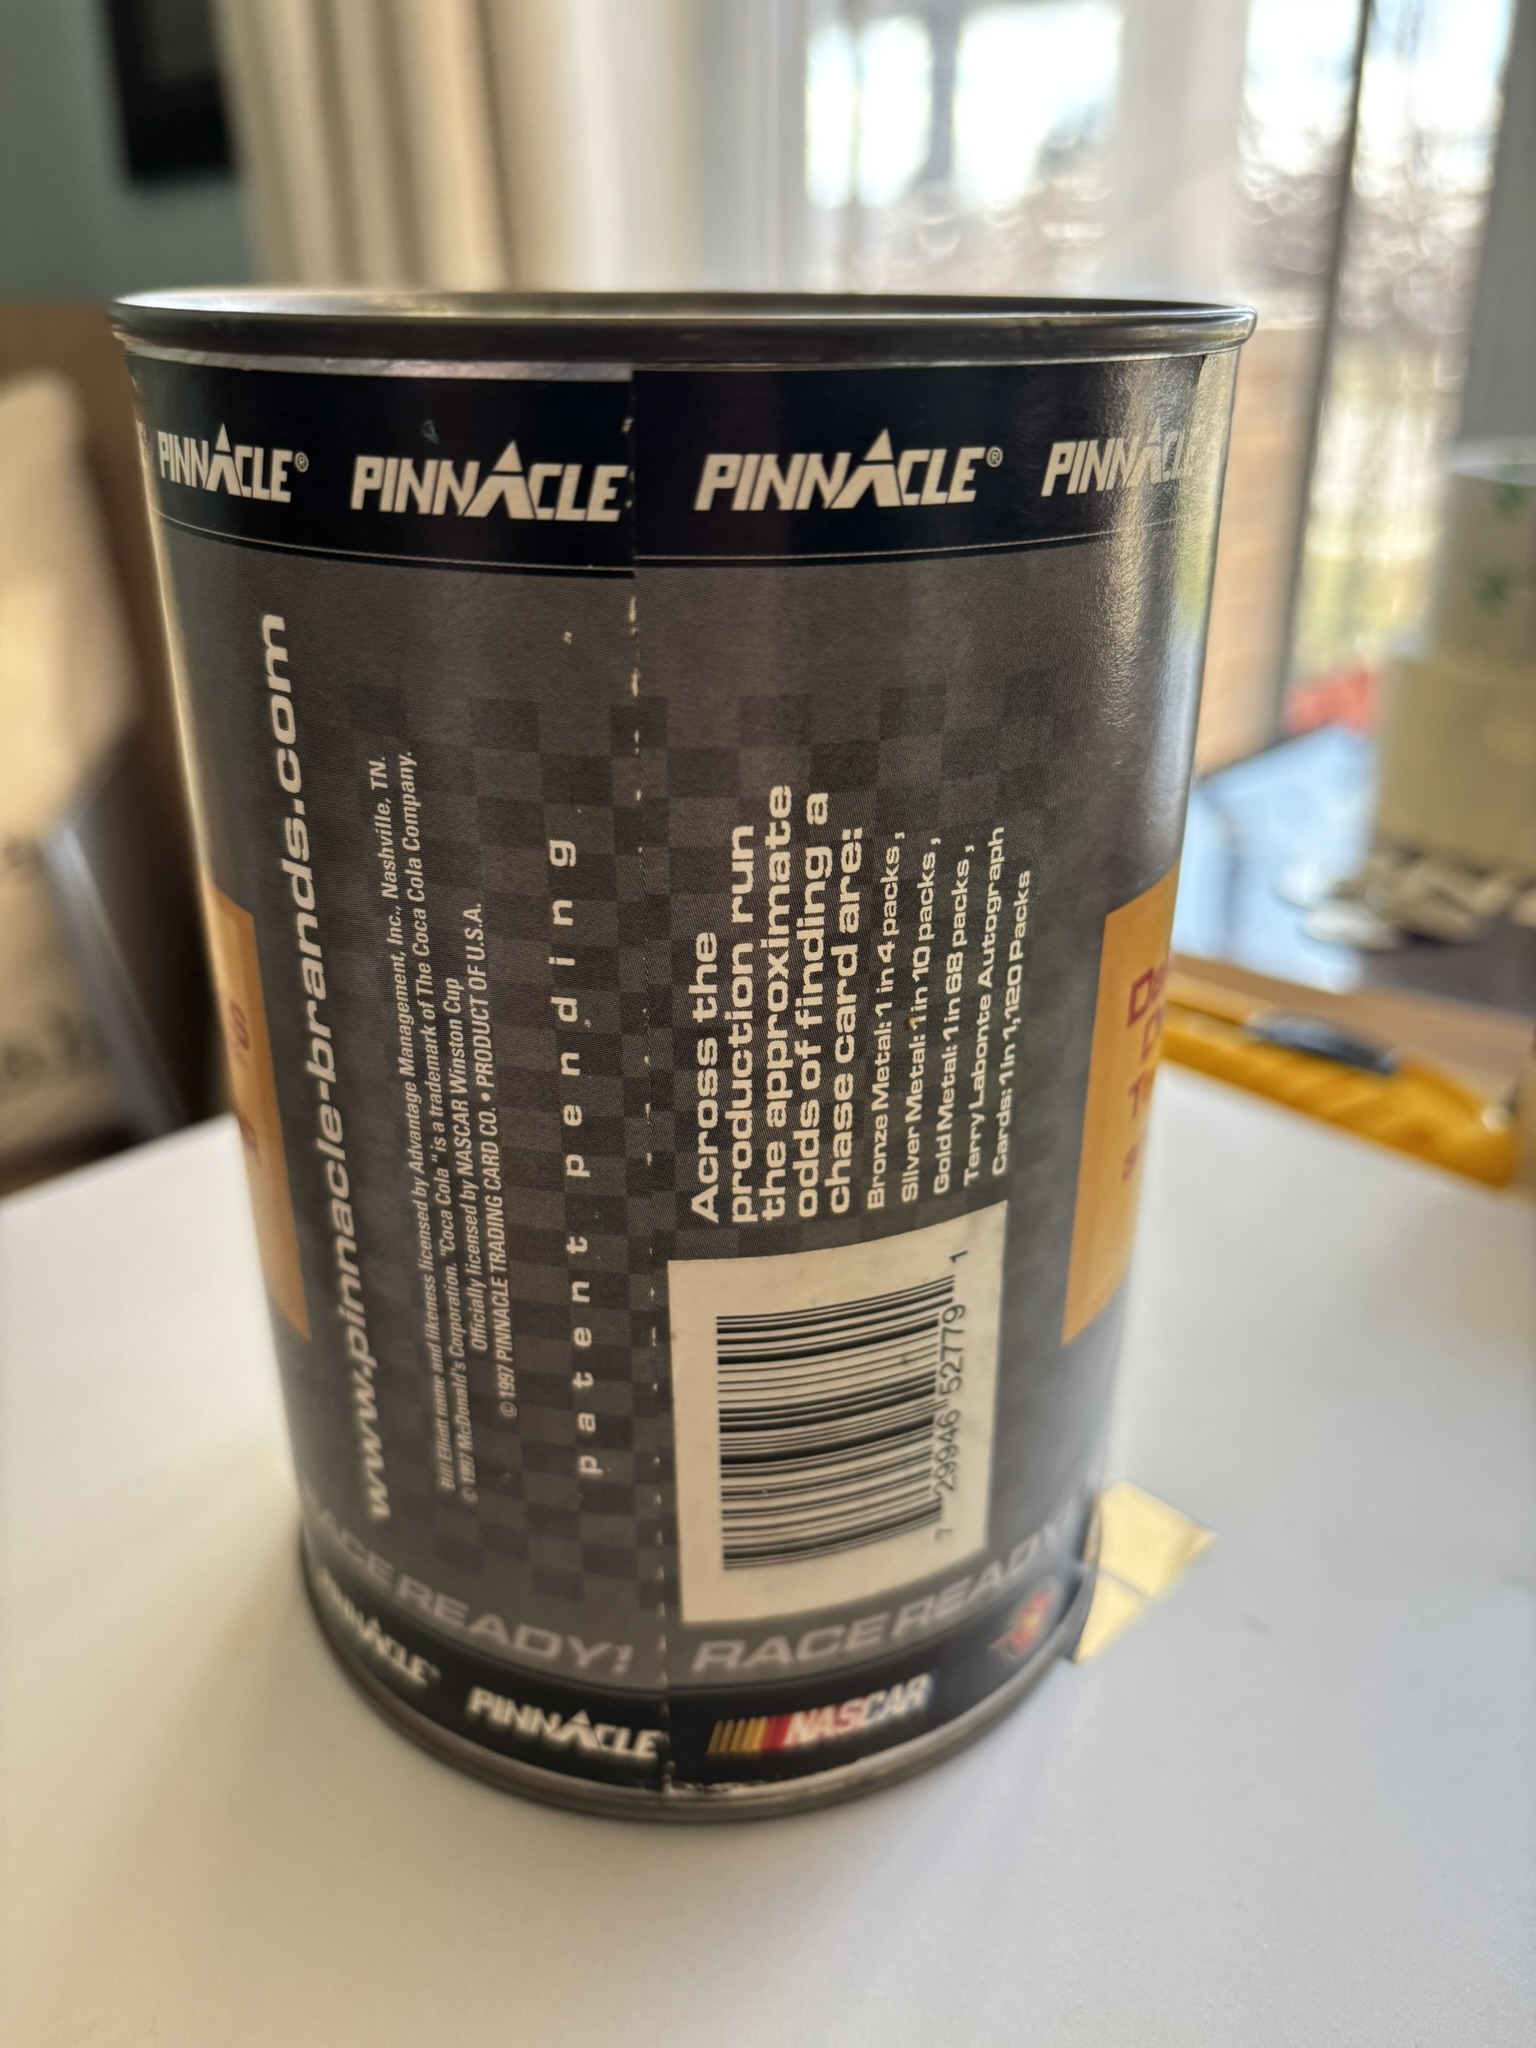 PINNACLE® PINNACLE PINNACLE® PINNACLE
www.pinnacle-brands.com
Bill Elliott name and likeness licensed by Advantage Management, Inc., Nashville, TN.
© 1997 McDonald's Corporation. "Coca Cola" is a trademark of The Coca Cola Company.
Officially licensed by NASCAR Winston Cup
© 1997 PINNACLE TRADING CARD CO. • PRODUCT OF U.S.A.
patent pending
Across the
production run
the approximate
odds of finding a
chase card are:
Bronze Metal: 1 in 4 packs,
Silver Metal: 1 in 10 packs,
Gold Metal: 1 in 68 packs,
Terry Labonte Autograph
Cards: 1 in 1,120 Packs
7 29946 52779 1
RACE READY! RACE READY!
PINNACLE® PINNACLE NASCAR